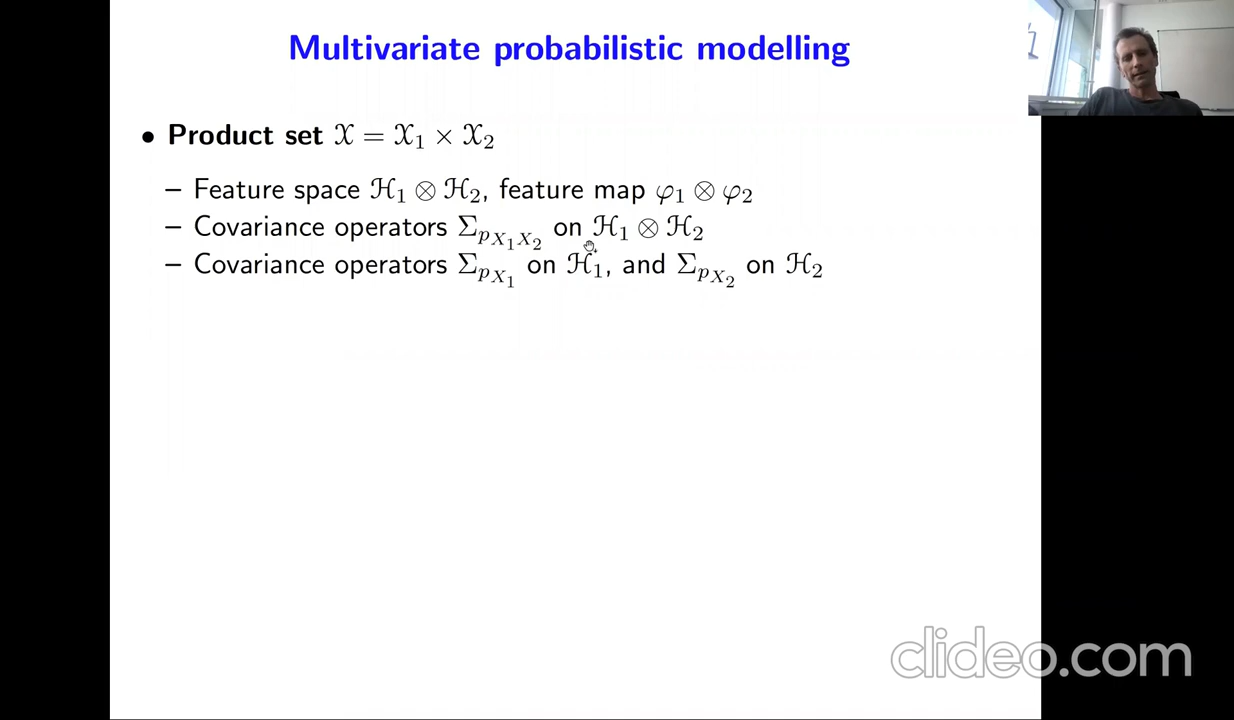 Multivariate probabilistic modelling
• Product set 𝒳 = 𝒳₁ × 𝒳₂
– Feature space ℋ₁ ⊗ ℋ₂, feature map φ₁ ⊗ φ₂
– Covariance operators Σ_{p_{X₁X₂}} on ℋ₁ ⊗ ℋ₂
– Covariance operators Σ_{p_{X₁}} on ℋ₁, and Σ_{p_{X₂}} on ℋ₂
clideo.com